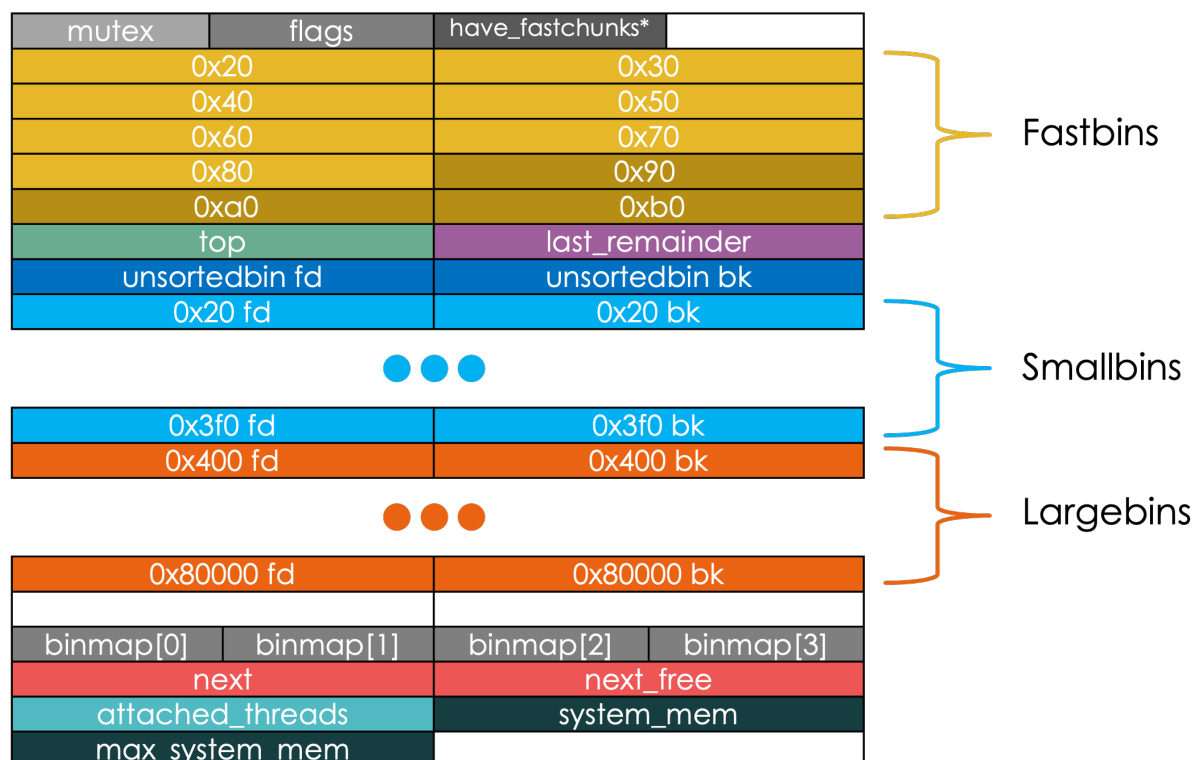 mutex flags have_fastchunks*
0x20 0x30
0x40 0x50
0x60 0x70
0x80 0x90
0xa0 0xb0
Fastbins
top last_remainder
unsortedbin fd unsortedbin bk
0x20 fd 0x20 bk
Smallbins
0x3f0 fd 0x3f0 bk
0x400 fd 0x400 bk
Largebins
0x80000 fd 0x80000 bk
binmap[0] binmap[1] binmap[2] binmap[3]
next next_free
attached_threads system_mem
max_system_mem